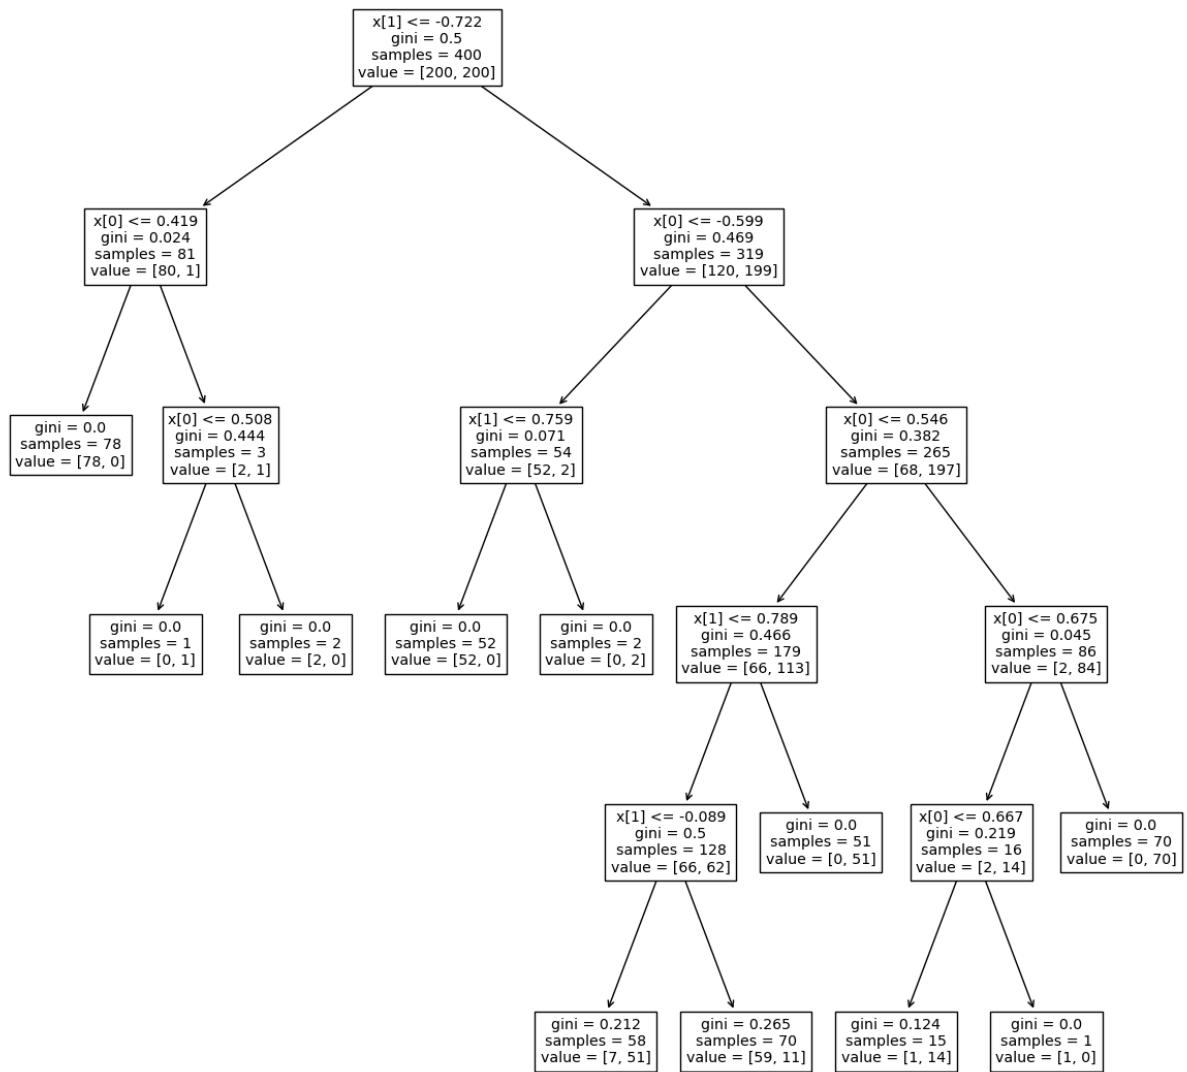 x[1] <= -0.722
gini = 0.5
samples = 400
value = [200, 200]
x[0] <= 0.419
gini = 0.024
samples = 81
value = [80, 1]
x[0] <= -0.599
gini = 0.469
samples = 319
value = [120, 199]
gini = 0.0
samples = 78
value = [78, 0]
x[0] <= 0.508
gini = 0.444
samples = 3
value = [2, 1]
x[1] <= 0.759
gini = 0.071
samples = 54
value = [52, 2]
x[0] <= 0.546
gini = 0.382
samples = 265
value = [68, 197]
gini = 0.0
samples = 1
value = [0, 1]
gini = 0.0
samples = 2
value = [2, 0]
gini = 0.0
samples = 52
value = [52, 0]
gini = 0.0
samples = 2
value = [0, 2]
x[1] <= 0.789
gini = 0.466
samples = 179
value = [66, 113]
x[0] <= 0.675
gini = 0.045
samples = 86
value = [2, 84]
x[1] <= -0.089
gini = 0.5
samples = 128
value = [66, 62]
gini = 0.0
samples = 51
value = [0, 51]
x[0] <= 0.667
gini = 0.219
samples = 16
value = [2, 14]
gini = 0.0
samples = 70
value = [0, 70]
gini = 0.212
samples = 58
value = [7, 51]
gini = 0.265
samples = 70
value = [59, 11]
gini = 0.124
samples = 15
value = [1, 14]
gini = 0.0
samples = 1
value = [1, 0]